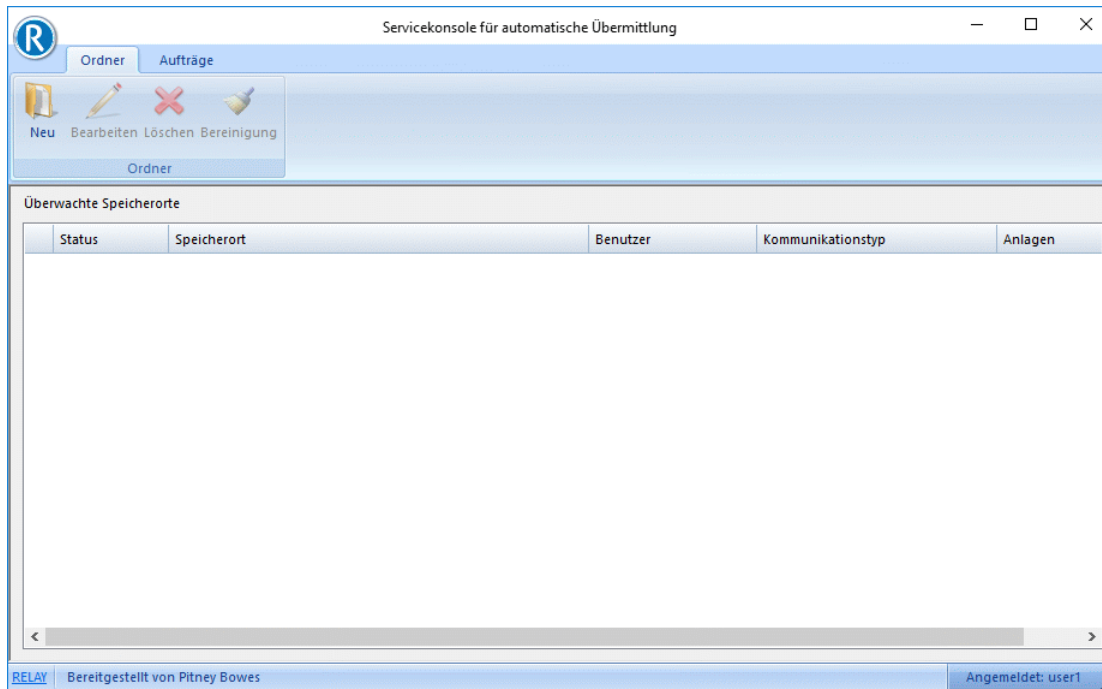 R
Servicekonsole für automatische Übermittlung
Ordner Aufträge
Neu Bearbeiten Löschen Bereinigung
Ordner
Überwachte Speicherorte
Status Speicherort Benutzer Kommunikationstyp Anlagen
RELAY Bereitgestellt von Pitney Bowes Angemeldet: user1